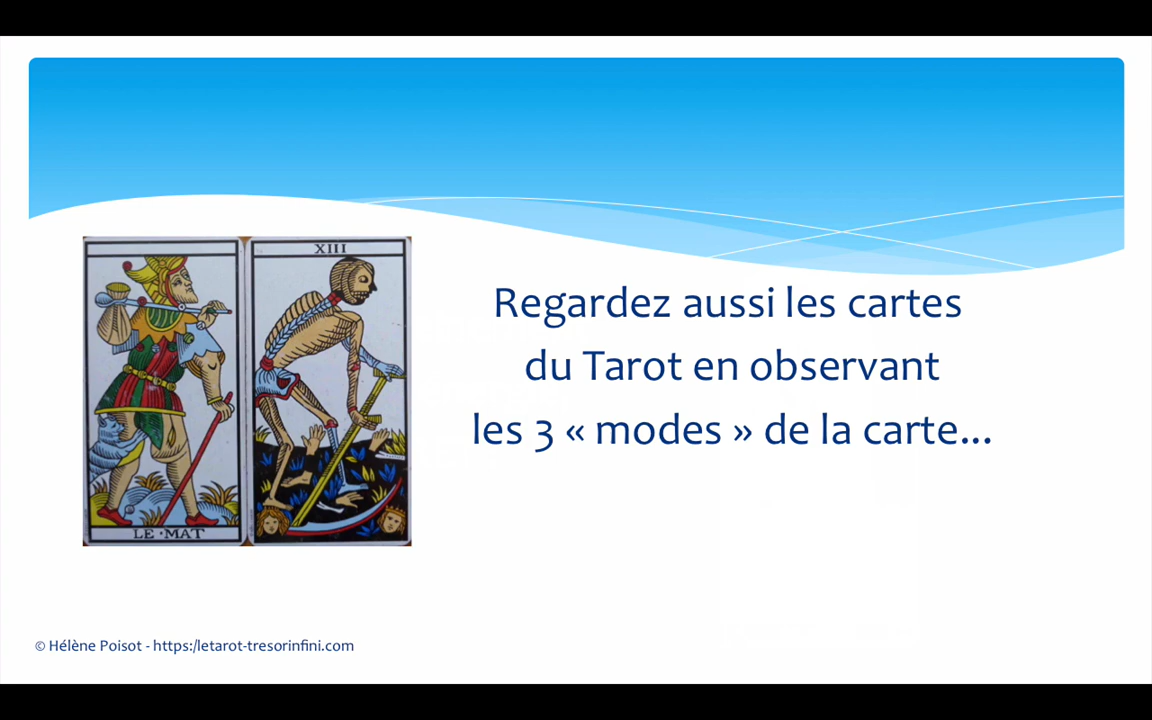 XIII
LE·MAT
Regardez aussi les cartes
du Tarot en observant
les 3 « modes » de la carte...
© Hélène Poisot - https:/letarot-tresorinfini.com